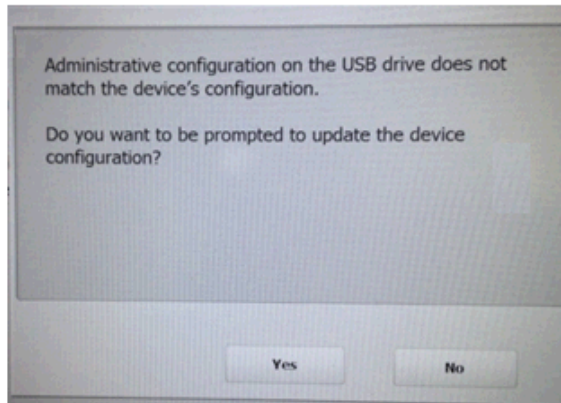 Administrative configuration on the USB drive does not
match the device's configuration.
Do you want to be prompted to update the device
configuration?
Yes
No